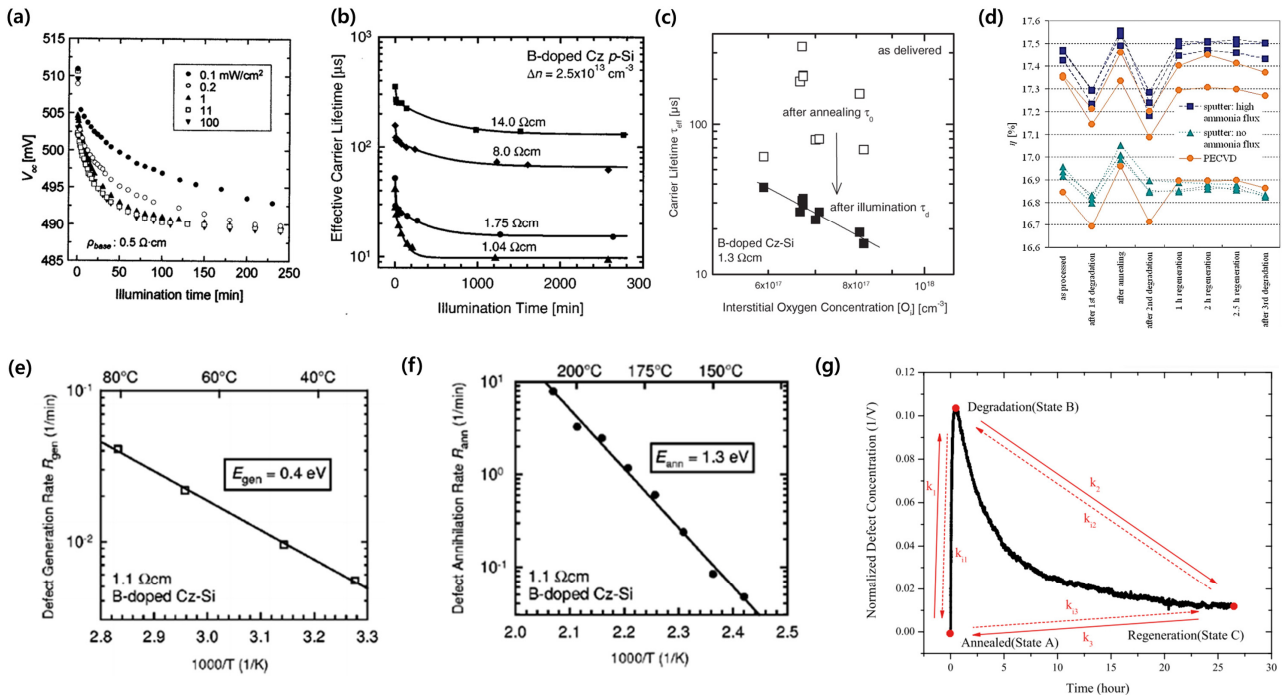 (a)
515
510
505
500
495
490
485
V_oc [mV]
0.1 mW/cm²
0.2
1
11
100
ρ_base : 0.5 Ω·cm
0 50 100 150 200 250
Illumination time [min]
(b)
10³
10²
10¹
Effective Carrier Lifetime [µs]
B-doped Cz p-Si
Δn = 2.5x10¹³ cm⁻³
14.0 Ωcm
8.0 Ωcm
1.75 Ωcm
1.04 Ωcm
0 1000 2000
Illumination Time [min]
300
(c)
100
10
Carrier Lifetime τ_eff [µs]
as delivered
after annealing τ₀
after illumination τ_d
B-doped Cz-Si
1.3 Ωcm
6x10¹⁷ 8x10¹⁷ 10¹⁸
Interstitial Oxygen Concentration [Oᵢ] [cm⁻³]
(d)
17.6
17.5
17.4
17.3
17.2
17.1
17.0
16.9
16.8
16.7
16.6
η [%]
sputter: high
ammonia flux
sputter: no
ammonia flux
PECVD
as processed
after 1st degradation
after annealing
after 2nd degradation
1 h regeneration
2 h regeneration
2.5 h regeneration
after 3rd degradation
(e)
80°C 60°C 40°C
10⁻¹
10⁻²
Defect Generation Rate R_gen (1/min)
E_gen = 0.4 eV
1.1 Ωcm
B-doped Cz-Si
2.8 2.9 3.0 3.1 3.2 3.3
1000/T (1/K)
(f)
200°C 175°C 150°C
10¹
10⁰
10⁻¹
Defect Annihilation Rate R_ann (1/min)
E_ann = 1.3 eV
1.1 Ωcm
B-doped Cz-Si
2.0 2.1 2.2 2.3 2.4 2.5
1000/T (1/K)
(g)
0.12
0.10
0.08
0.06
0.04
0.02
0.00
Normalized Defect Concentration (1/V)
Degradation(State B)
k₁
k_i1
k₂
k_i2
k_i3
k₃
Annealed(State A)
Regeneration(State C)
0 5 10 15 20 25 30
Time (hour)